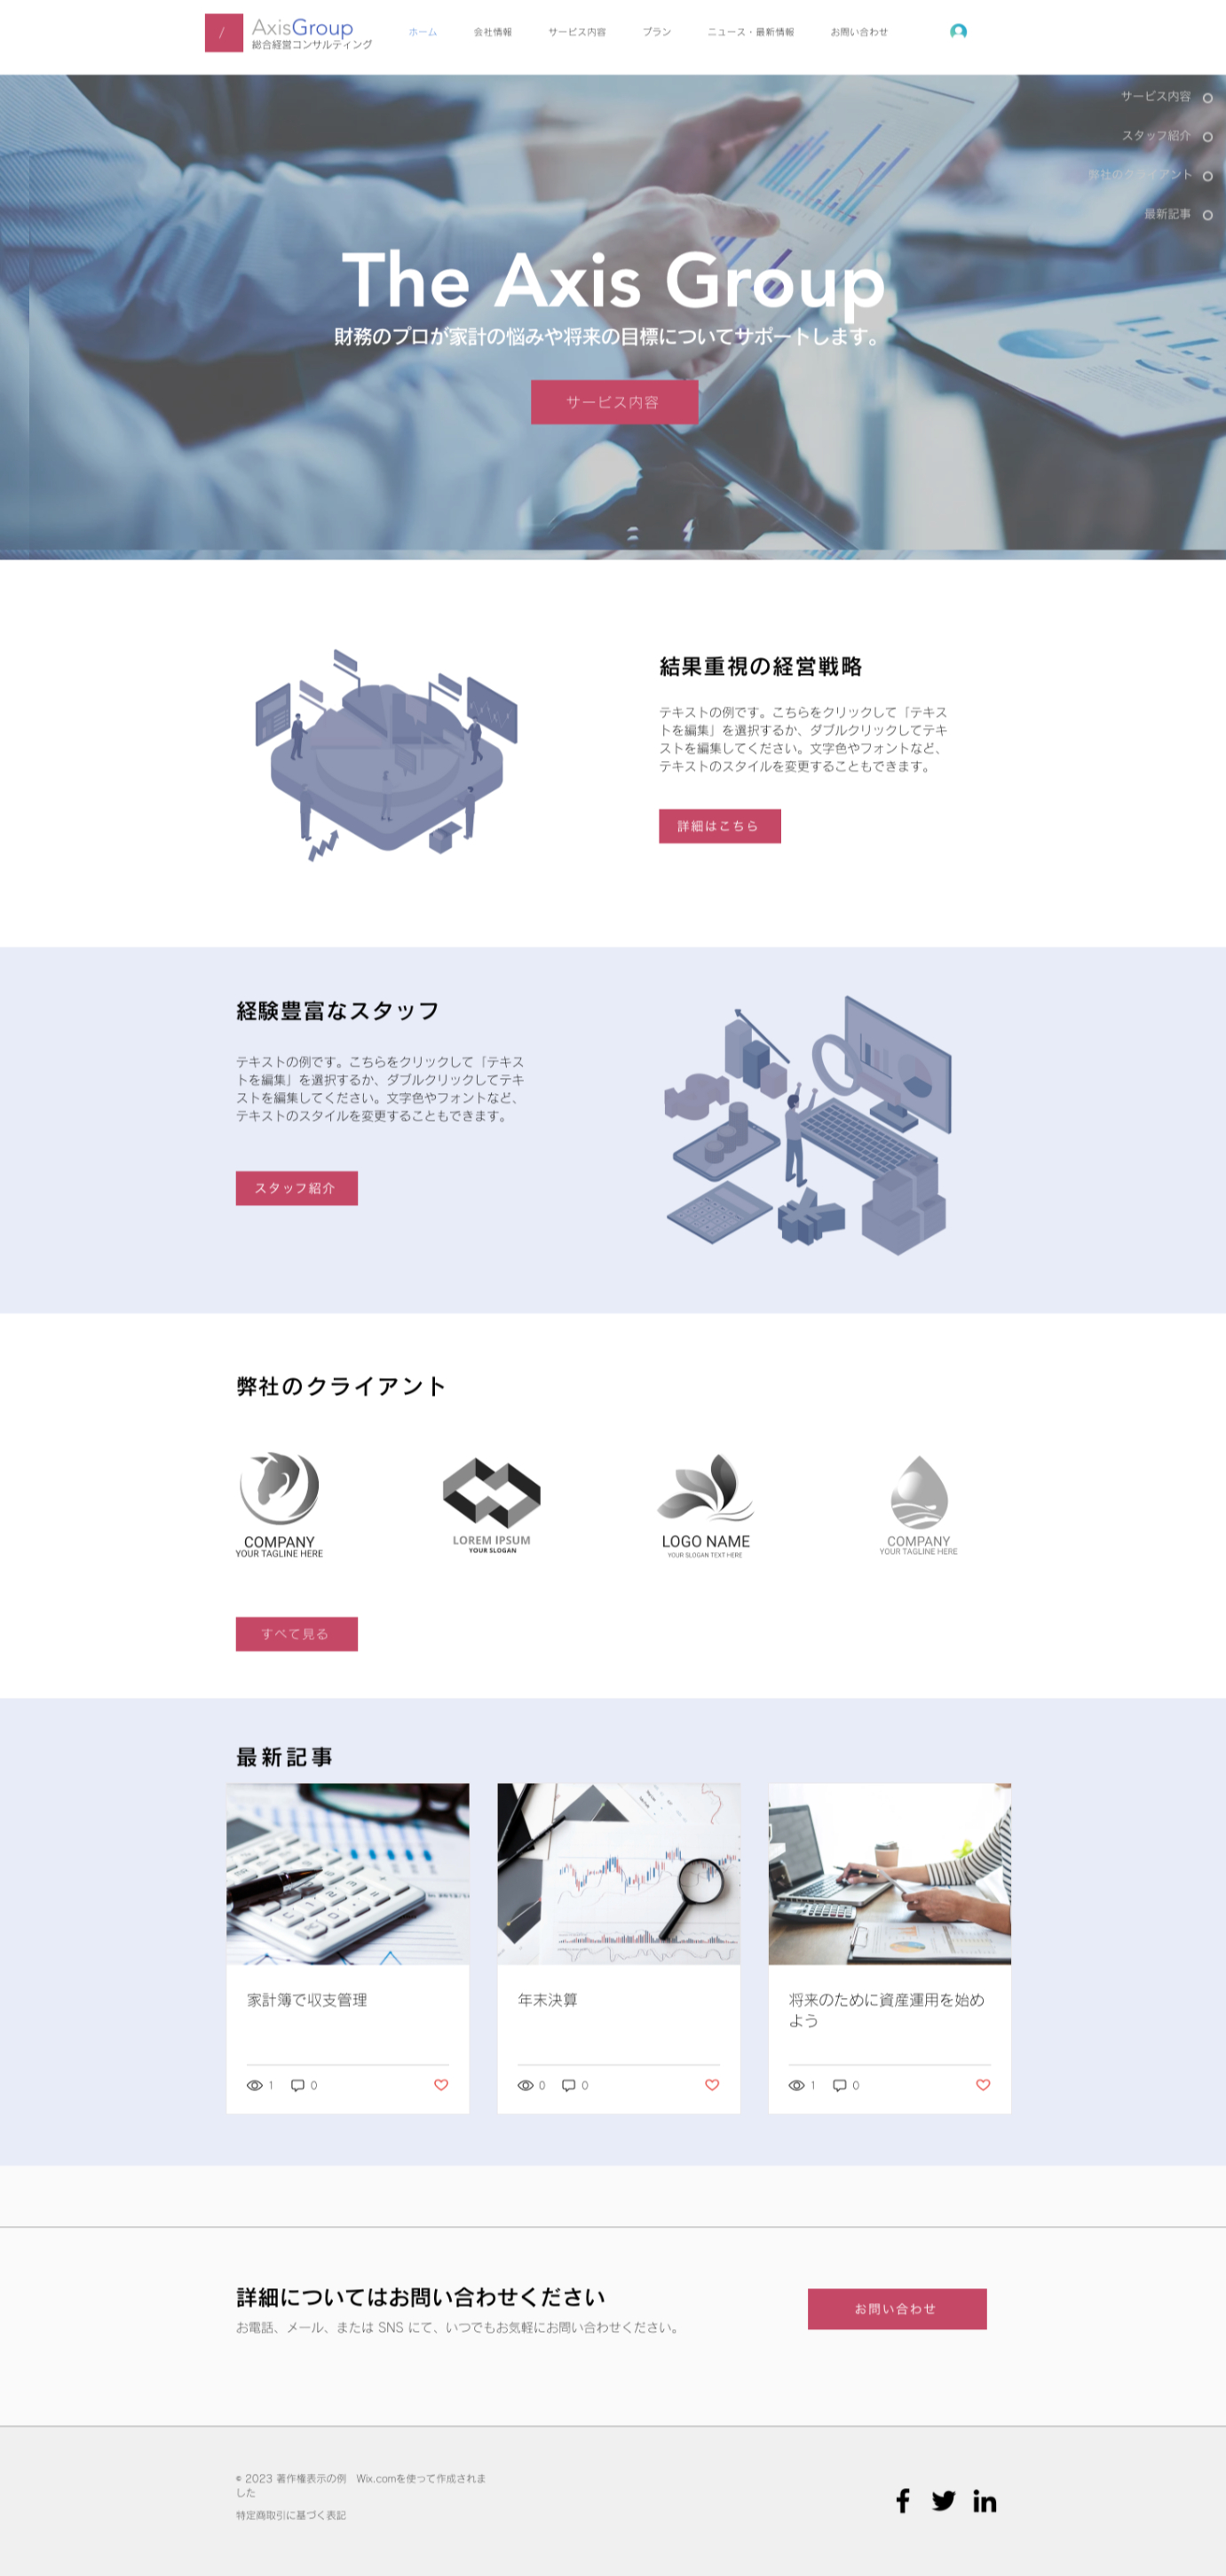 /
AxisGroup
総合経営コンサルティング
ホーム
会社情報
サービス内容
プラン
ニュース・最新情報
お問い合わせ
サービス内容
スタッフ紹介
弊社のクライアント
最新記事
The Axis Group
財務のプロが家計の悩みや将来の目標についてサポートします。
サービス内容
結果重視の経営戦略
テキストの例です。こちらをクリックして「テキス
トを編集」を選択するか、ダブルクリックしてテキ
ストを編集してください。文字色やフォントなど、
テキストのスタイルを変更することもできます。
詳細はこちら
経験豊富なスタッフ
テキストの例です。こちらをクリックして「テキス
トを編集」を選択するか、ダブルクリックしてテキ
ストを編集してください。文字色やフォントなど、
テキストのスタイルを変更することもできます。
スタッフ紹介
弊社のクライアント
COMPANY
YOUR TAGLINE HERE
LOREM IPSUM
YOUR SLOGAN
LOGO NAME
YOUR SLOGAN TEXT HERE
COMPANY
YOUR TAGLINE HERE
すべて見る
最新記事
家計簿で収支管理
1
0
年末決算
0
0
将来のために資産運用を始め
よう
1
0
詳細についてはお問い合わせください
お電話、メール、または SNS にて、いつでもお気軽にお問い合わせください。
お問い合わせ
© 2023 著作権表示の例　Wix.comを使って作成されま
した
特定商取引に基づく表記